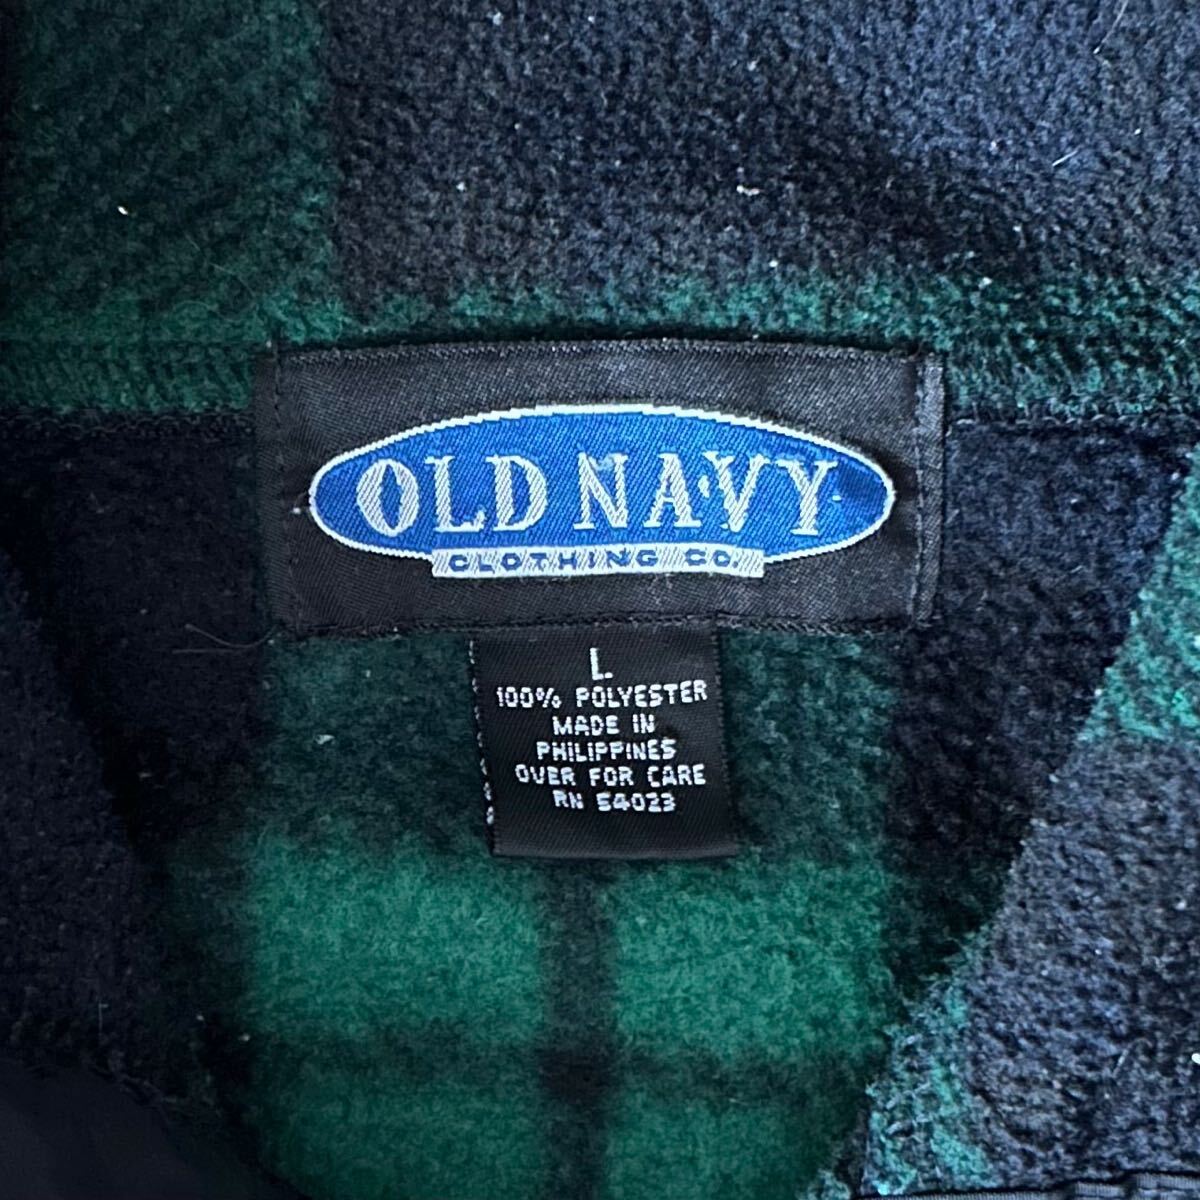 OLD NAVY
CLOTHING CO.
L
100% POLYESTER
MADE IN
PHILIPPINES
OVER FOR CARE
RN 54023